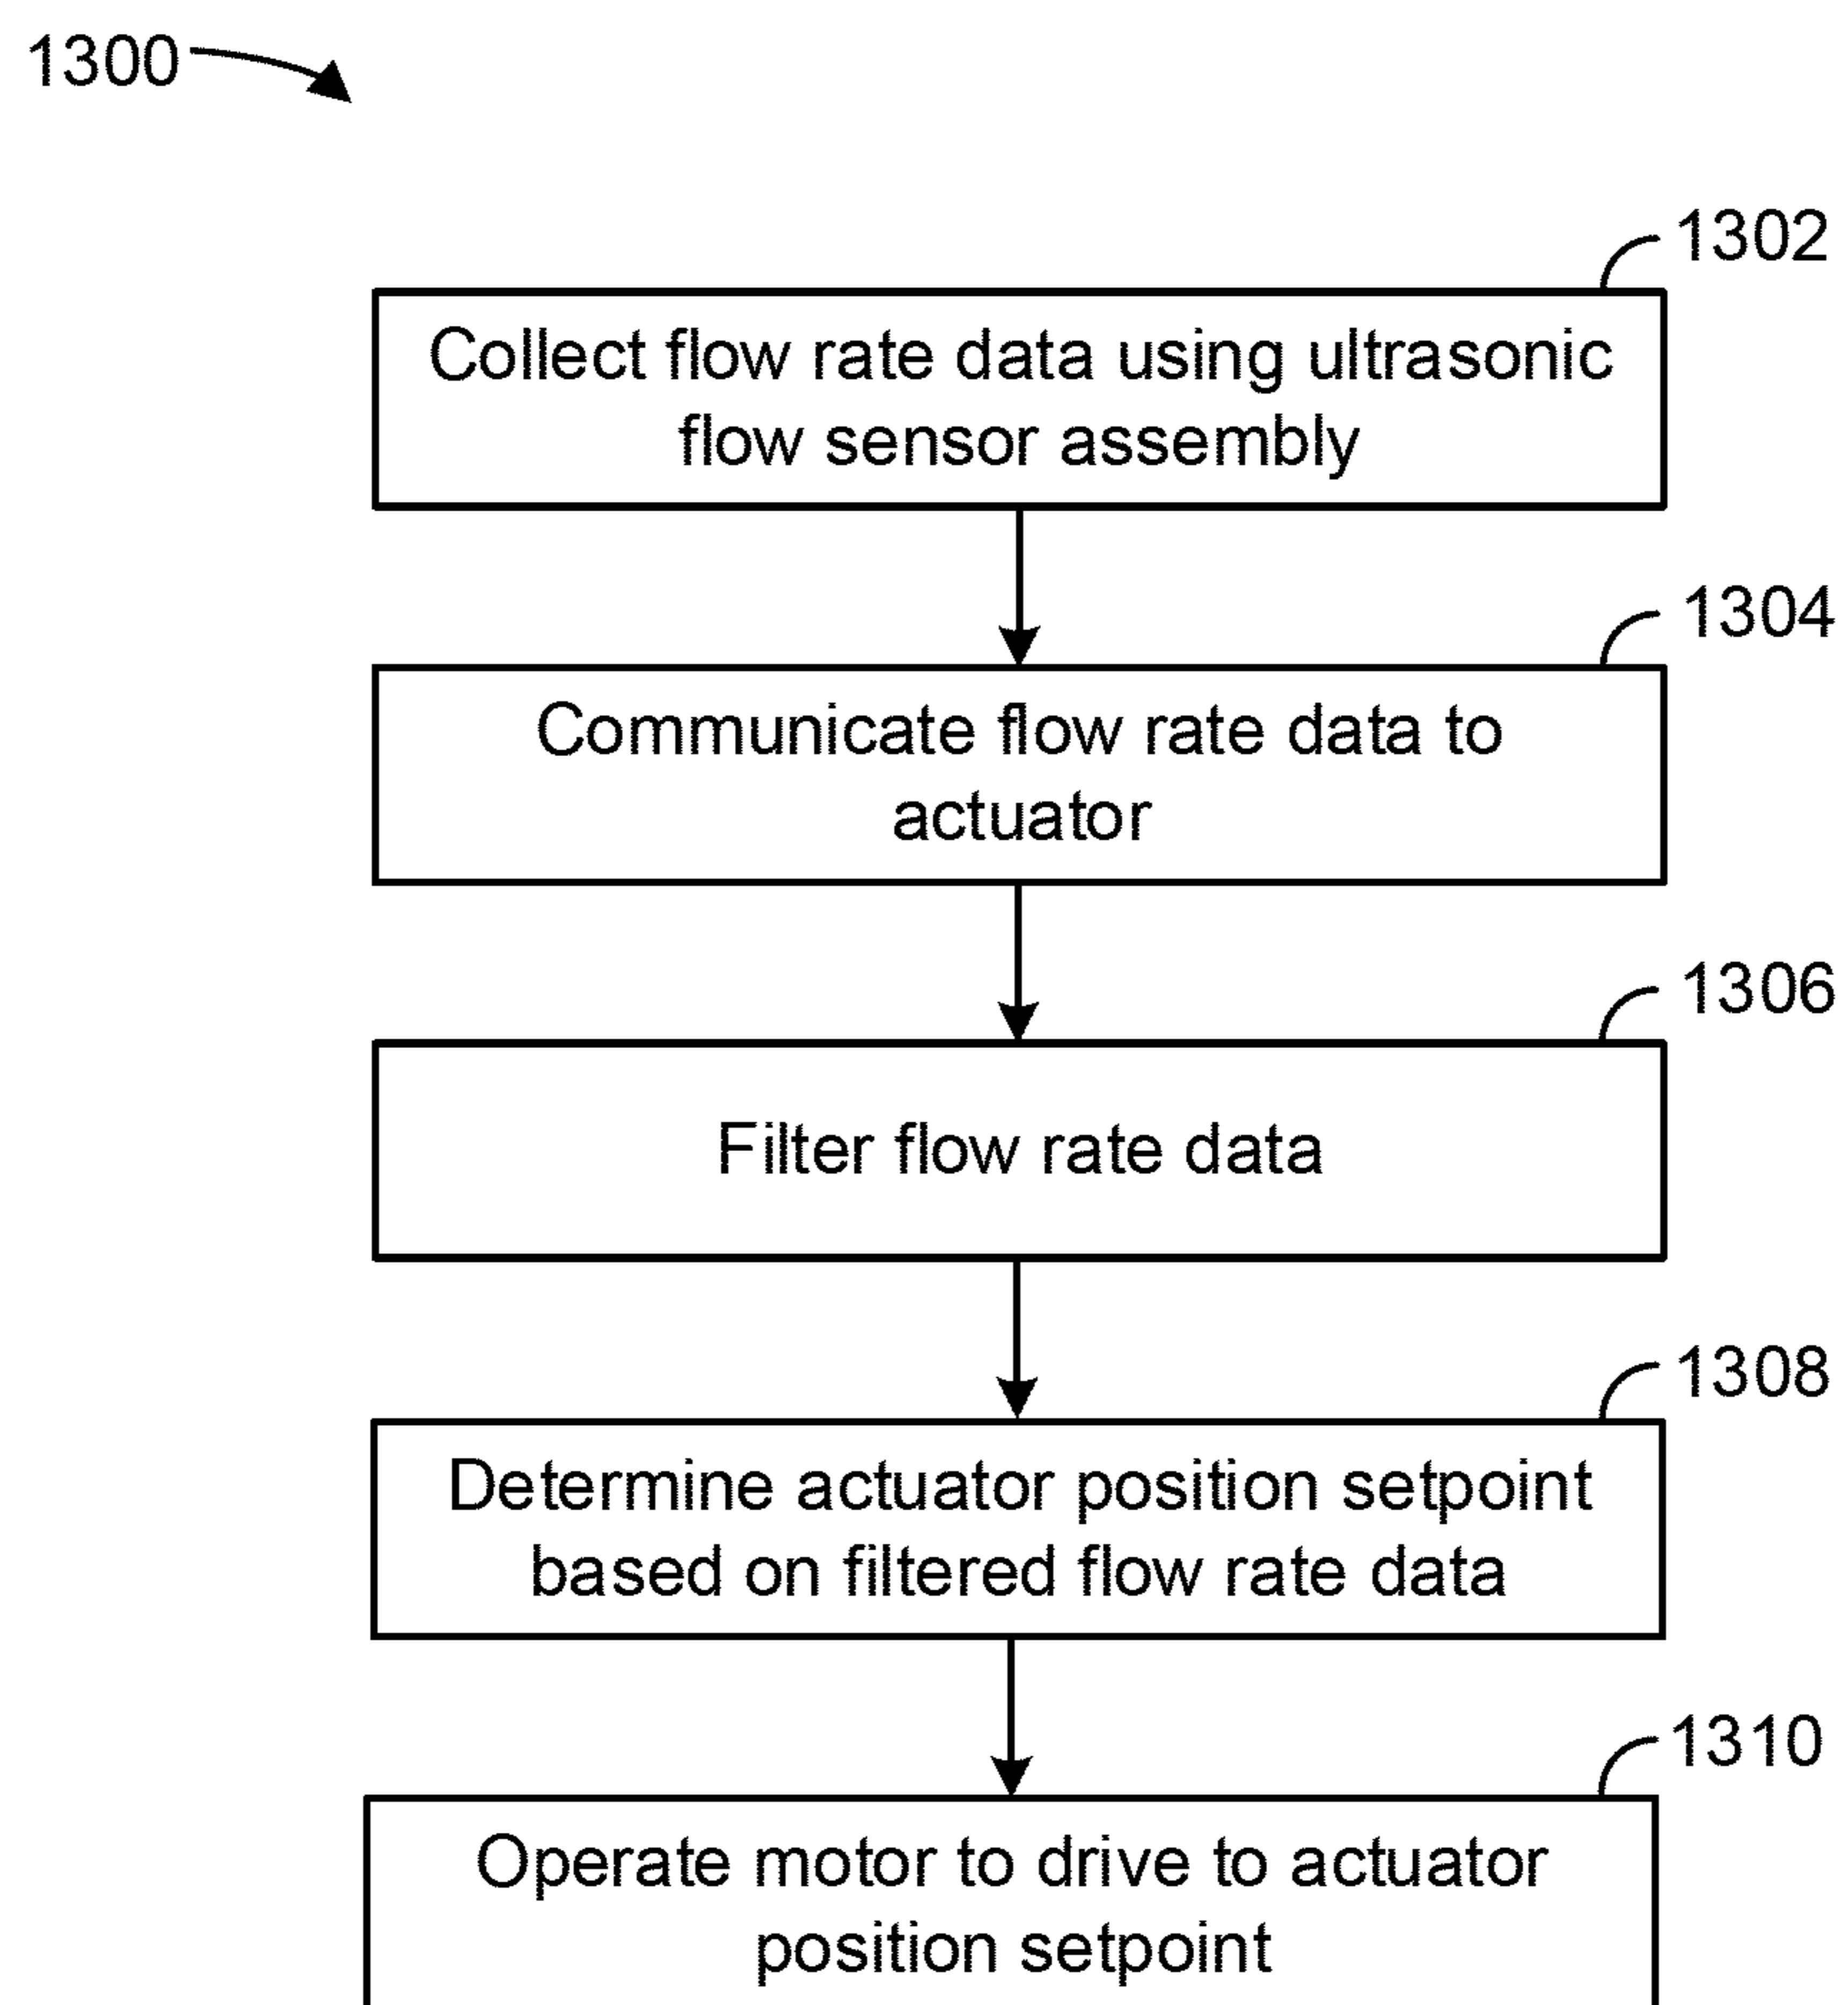 1300
1302
Collect flow rate data using ultrasonic
flow sensor assembly
1304
Communicate flow rate data to
actuator
1306
Filter flow rate data
1308
Determine actuator position setpoint
based on filtered flow rate data
1310
Operate motor to drive to actuator
position setpoint